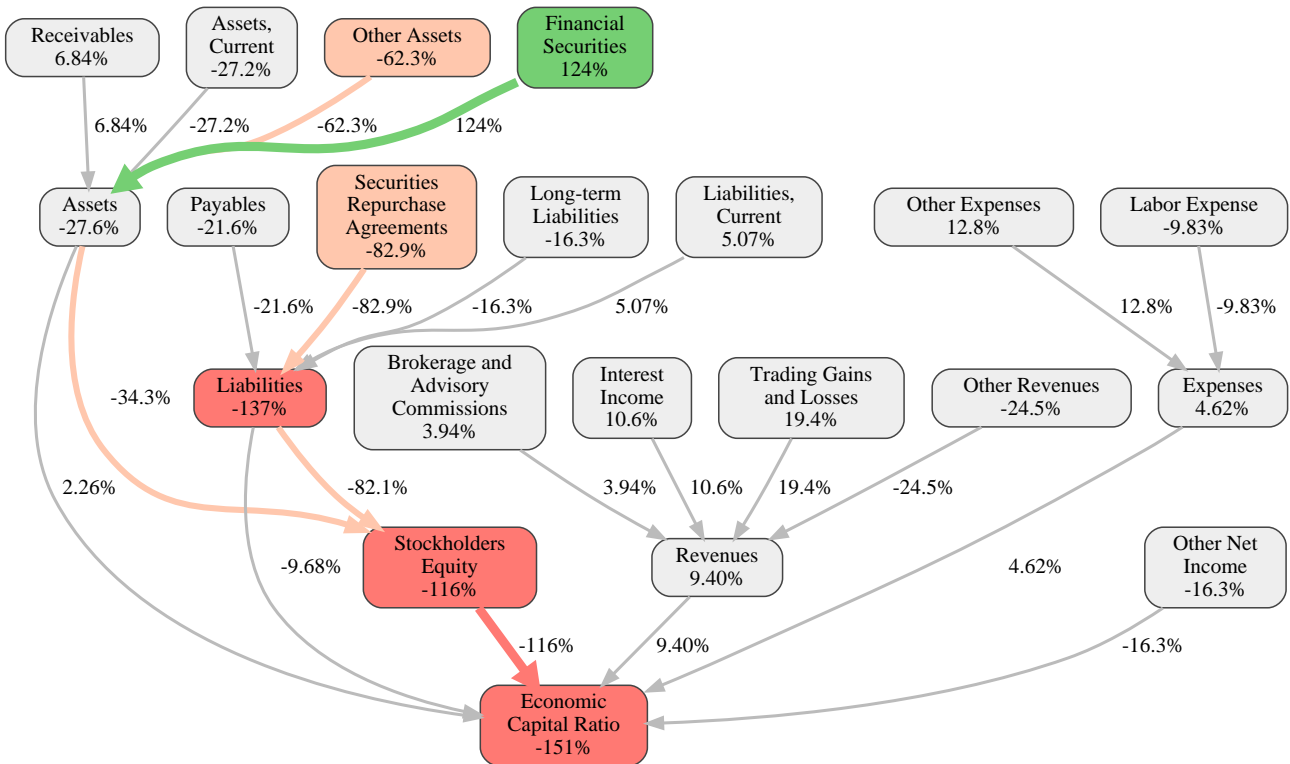 Receivables
6.84%
Assets,
Current
-27.2%
Other Assets
-62.3%
Financial
Securities
124%
6.84%
-27.2%
-62.3%
124%
Assets
-27.6%
Payables
-21.6%
Securities
Repurchase
Agreements
-82.9%
Long-term
Liabilities
-16.3%
Liabilities,
Current
5.07%
Other Expenses
12.8%
Labor Expense
-9.83%
-21.6%
-82.9%
-16.3%
5.07%
12.8%
-9.83%
-34.3%
Liabilities
-137%
Brokerage and
Advisory
Commissions
3.94%
Interest
Income
10.6%
Trading Gains
and Losses
19.4%
Other Revenues
-24.5%
Expenses
4.62%
2.26%
-82.1%
3.94%
10.6%
19.4%
-24.5%
-9.68%
Stockholders
Equity
-116%
Revenues
9.40%
4.62%
Other Net
Income
-16.3%
-116%
9.40%
-16.3%
Economic
Capital Ratio
-151%